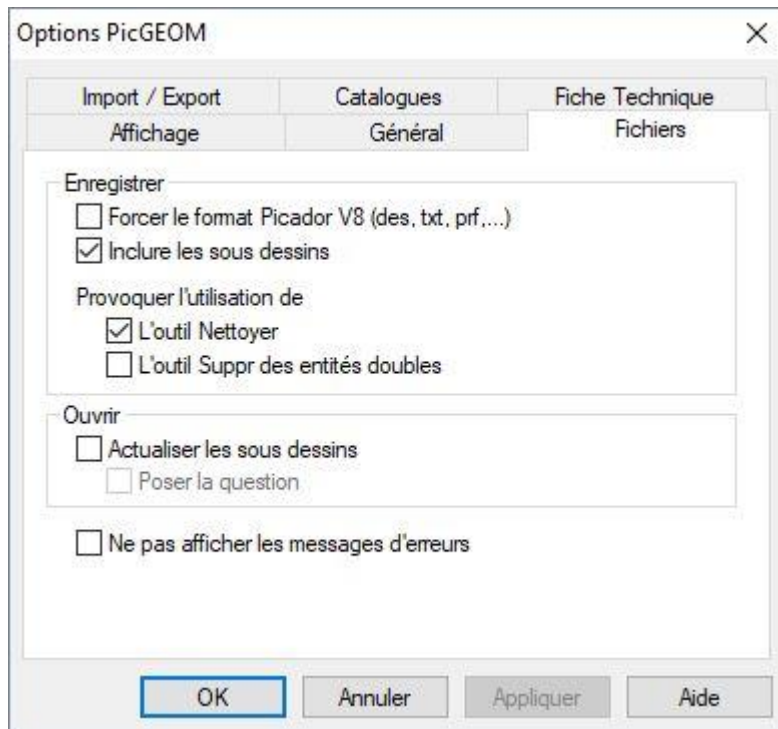 Options PicGEOM
Import / Export Catalogues Fiche Technique
Affichage Général Fichiers
Enregistrer
Forcer le format Picador V8 (des, txt, prf,...)
Inclure les sous dessins
Provoquer l'utilisation de
L'outil Nettoyer
L'outil Suppr des entités doubles
Ouvrir
Actualiser les sous dessins
Poser la question
Ne pas afficher les messages d'erreurs
OK Annuler Appliquer Aide